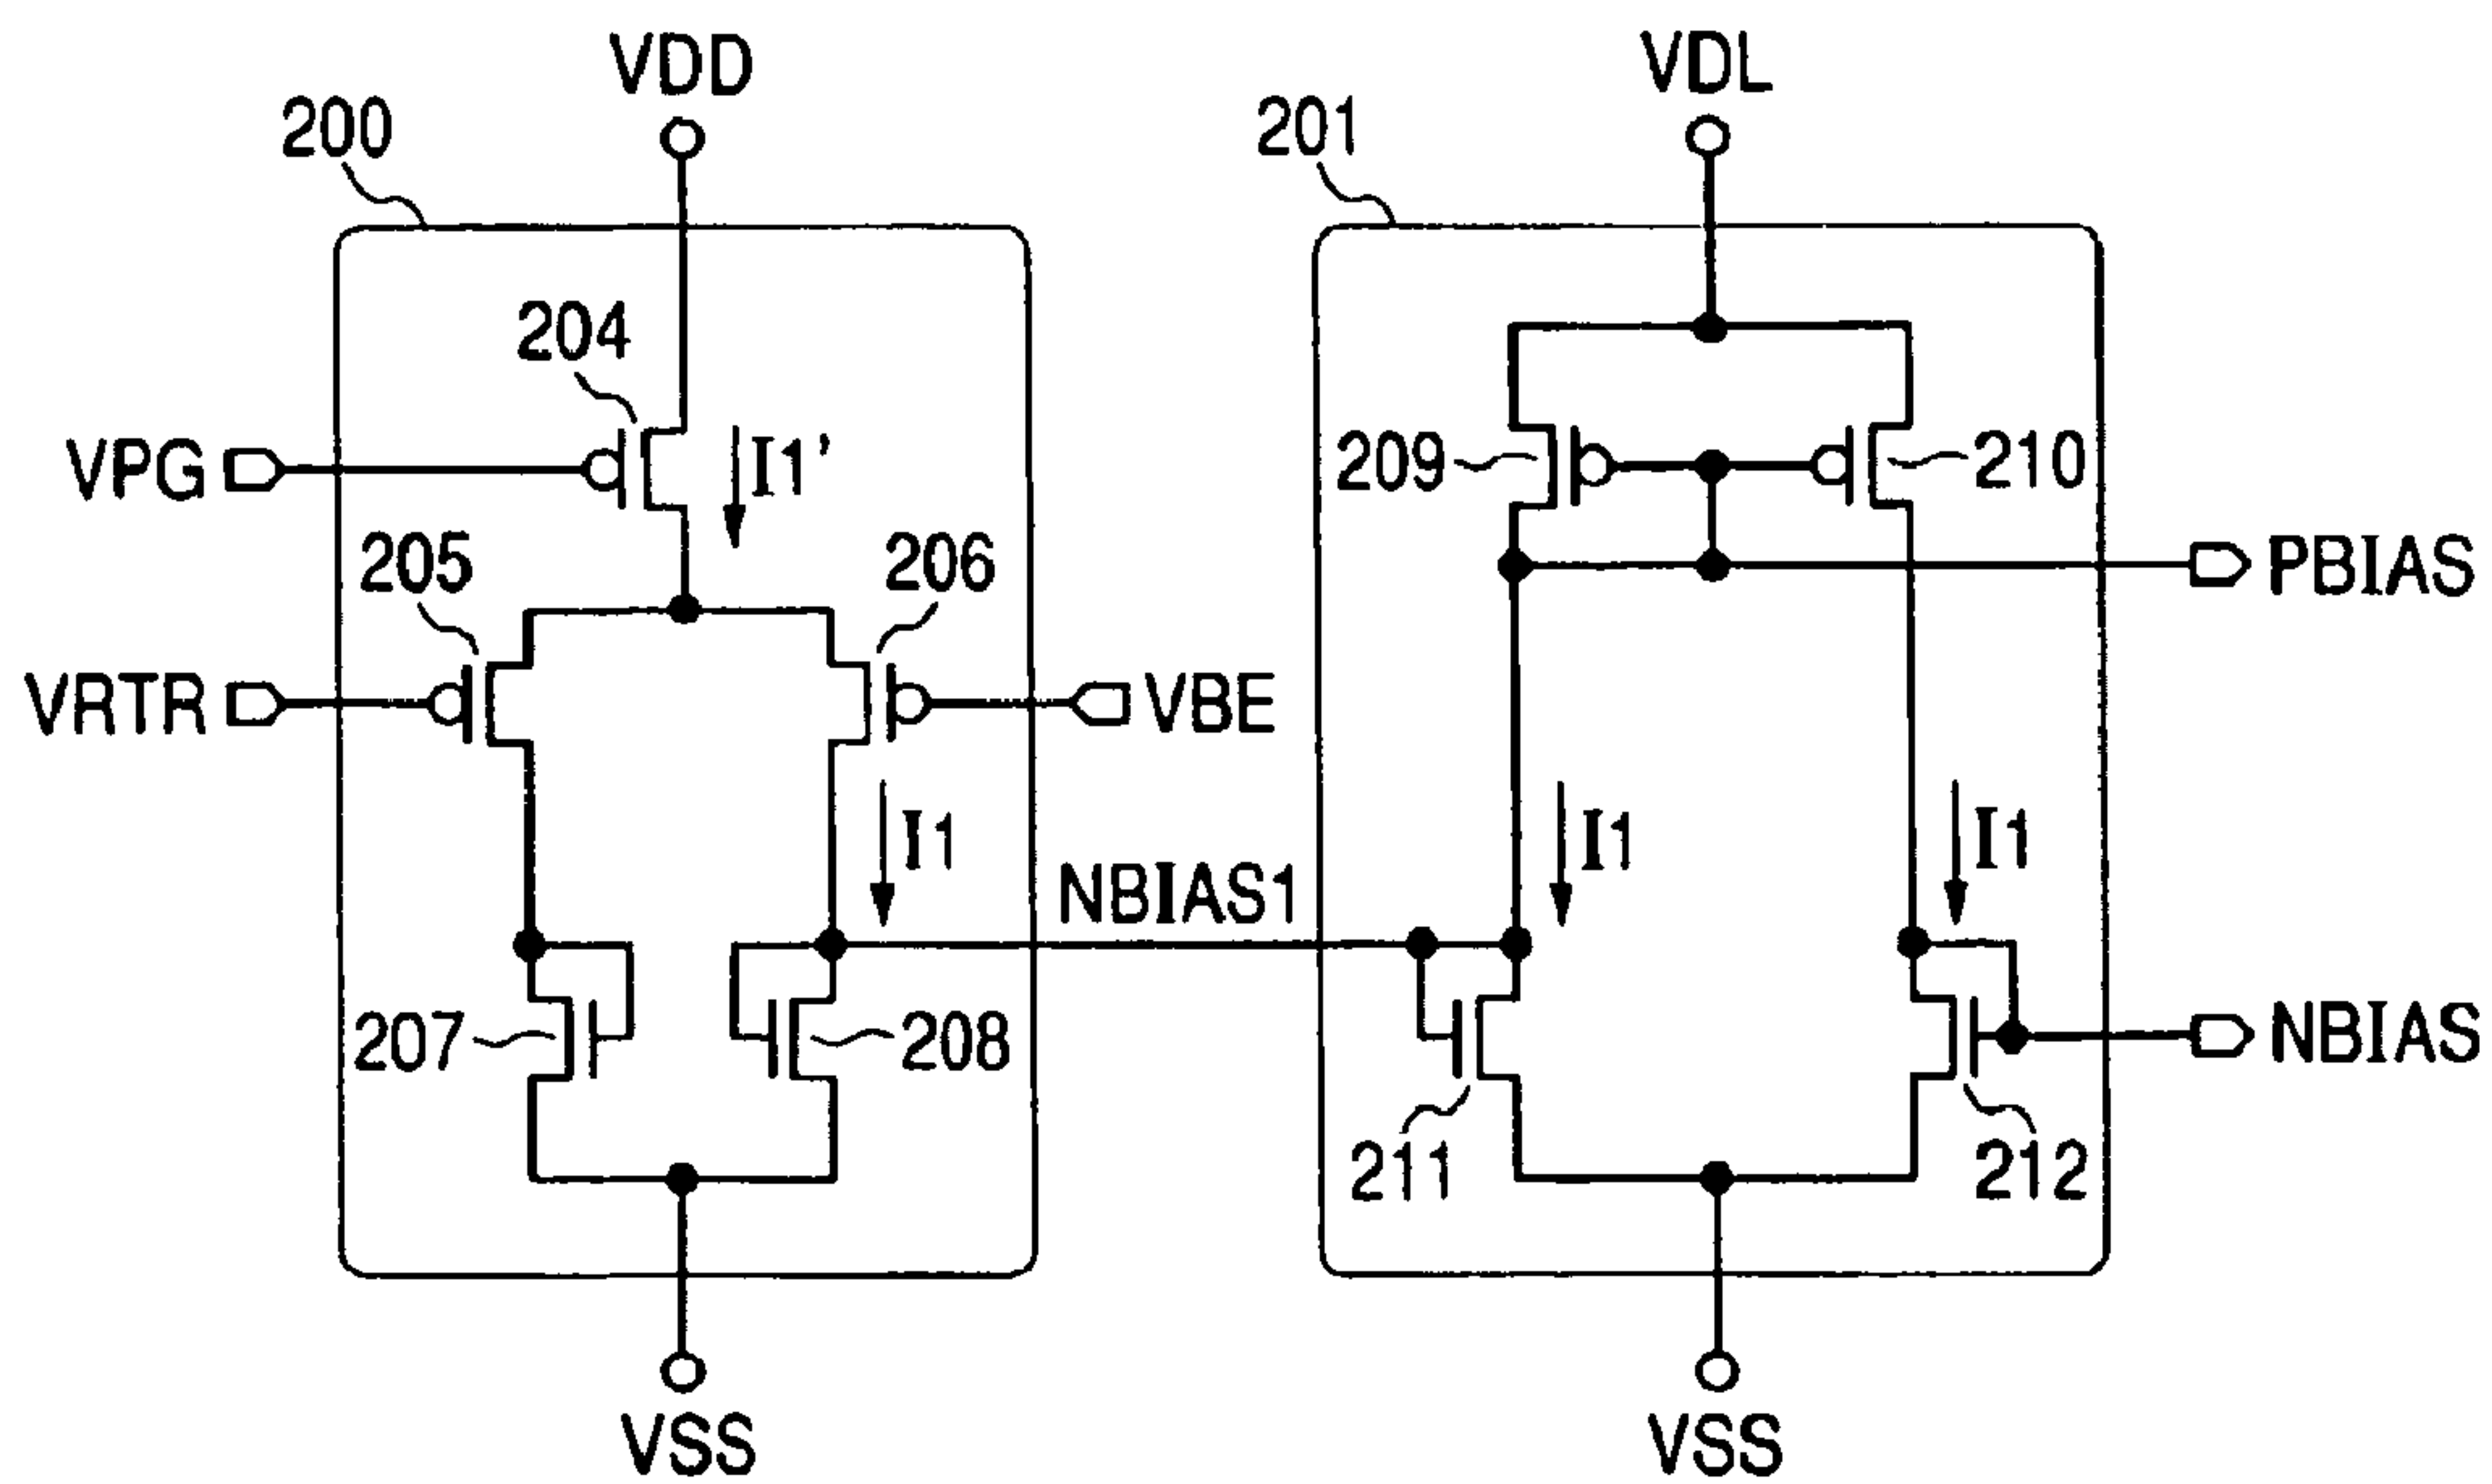 VDD
VDL
200
201
204
VPG
I1'
209
210
205
206
PBIAS
VRTR
VBE
I1
I1
I1
NBIAS1
207
208
NBIAS
211
212
VSS
VSS